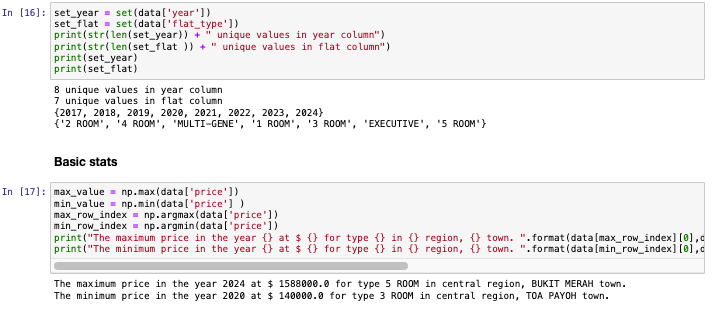 In [16]: set_year = set(data['year'])
set_flat = set(data['flat_type'])
print(str(len(set_year)) + " unique values in year column")
print(str(len(set_flat )) + " unique values in flat column")
print(set_year)
print(set_flat)
8 unique values in year column
7 unique values in flat column
{2017, 2018, 2019, 2020, 2021, 2022, 2023, 2024}
{'2 ROOM', '4 ROOM', 'MULTI-GENE', '1 ROOM', '3 ROOM', 'EXECUTIVE', '5 ROOM'}
Basic stats
In [17]: max_value = np.max(data['price'])
min_value = np.min(data['price'] )
max_row_index = np.argmax(data['price'])
min_row_index = np.argmin(data['price'])
print("The maximum price in the year {} at $ {} for type {} in {} region, {} town. ".format(data[max_row_index][0],d
print("The minimum price in the year {} at $ {} for type {} in {} region, {} town. ".format(data[min_row_index][0],d
The maximum price in the year 2024 at $ 1588000.0 for type 5 ROOM in central region, BUKIT MERAH town.
The minimum price in the year 2020 at $ 140000.0 for type 3 ROOM in central region, TOA PAYOH town.